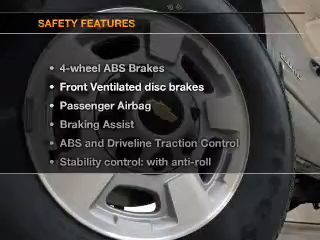 SAFETY FEATURES
• 4-wheel ABS Brakes
• Front Ventilated disc brakes
• Passenger Airbag
• Braking Assist
• ABS and Driveline Traction Control
• Stability control: with anti-roll